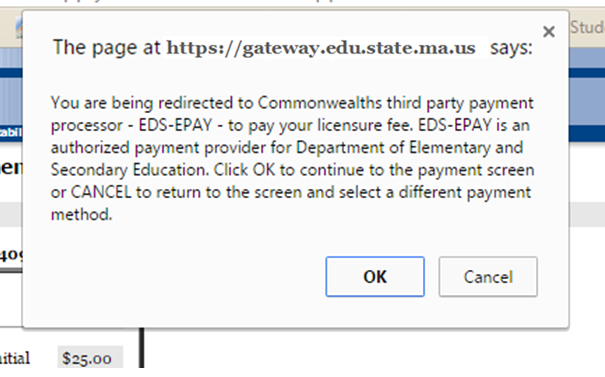 Stud
The page at https://gateway.edu.state.ma.us says:
You are being redirected to Commonwealths third party payment
processor - EDS-EPAY - to pay your licensure fee. EDS-EPAY is an
authorized payment provider for Department of Elementary and
Secondary Education. Click OK to continue to the payment screen
or CANCEL to return to the screen and select a different payment
method.
409
OK Cancel
nitial $25.00